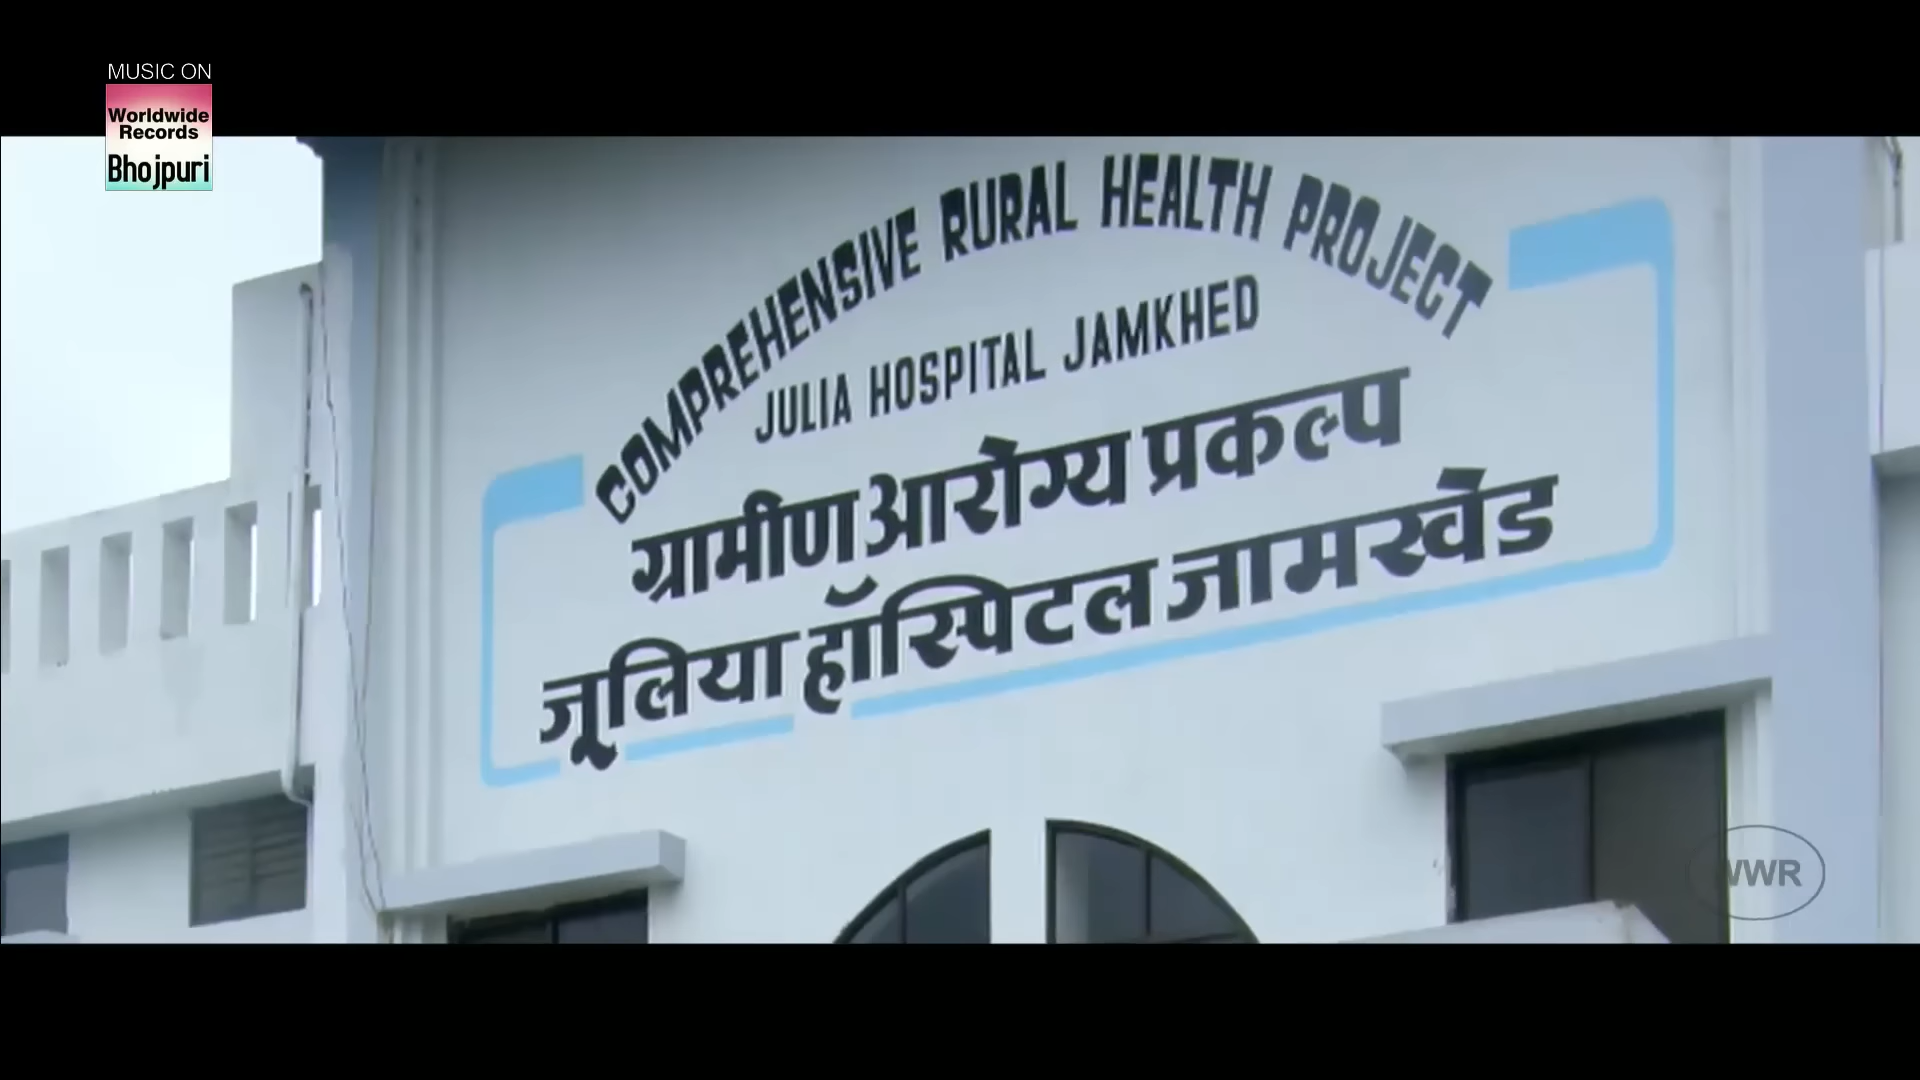 MUSIC ON
Worldwide
Records
Bhojpuri
COMPREHENSIVE RURAL HEALTH PROJECT
JULIA HOSPITAL JAMKHED
ग्रामीण आरोग्य प्रकल्प
जूलिया हॉस्पिटल जामखेड
WWR